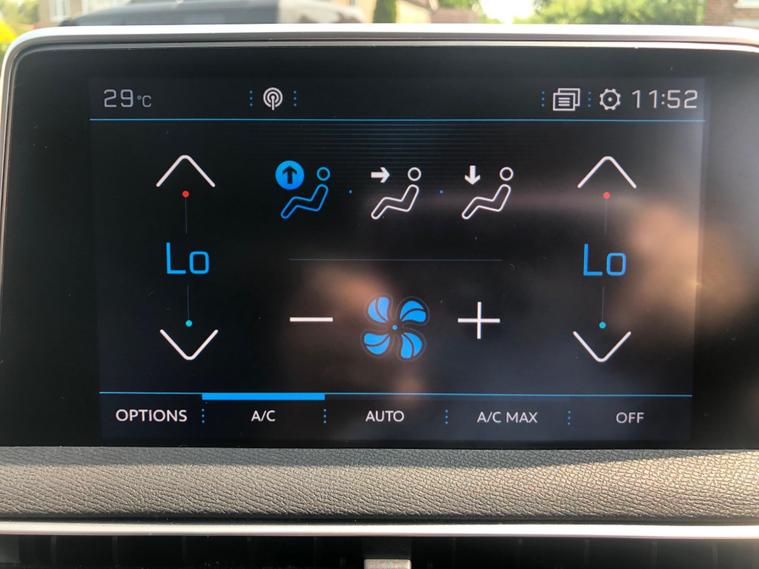 29°C 11:52
Lo Lo
OPTIONS A/C AUTO A/C MAX OFF